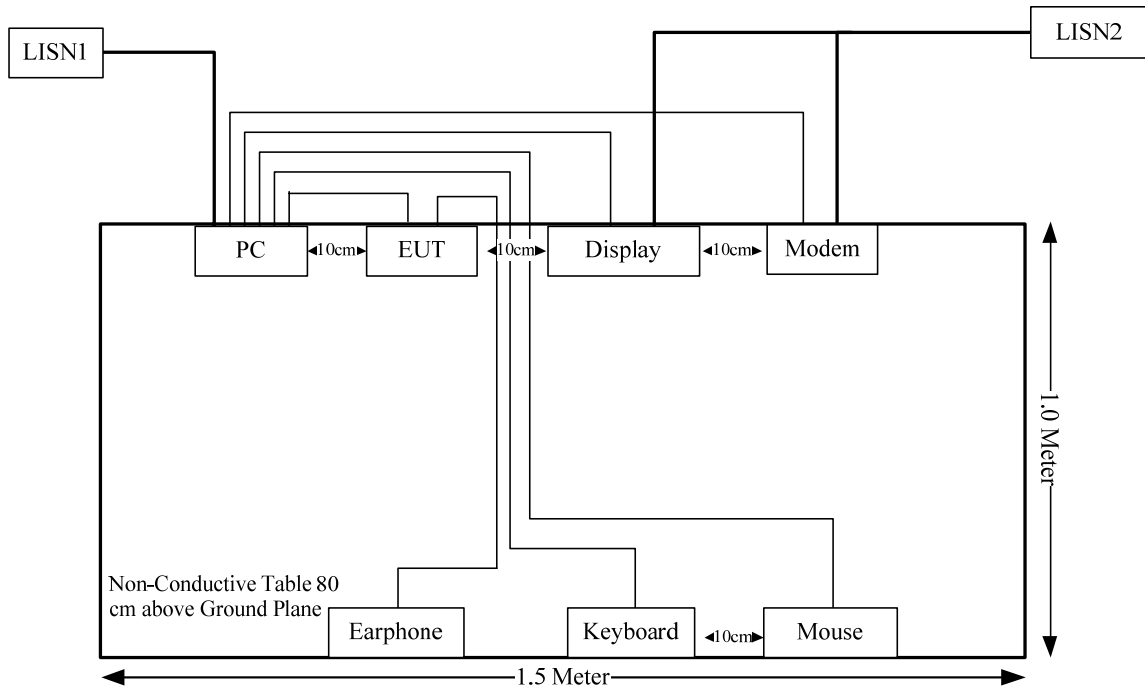 LISN1
LISN2
PC
10cm
EUT
10cm
Display
10cm
Modem
1.0 Meter
Non-Conductive Table 80
cm above Ground Plane
Earphone
Keyboard
10cm
Mouse
1.5 Meter